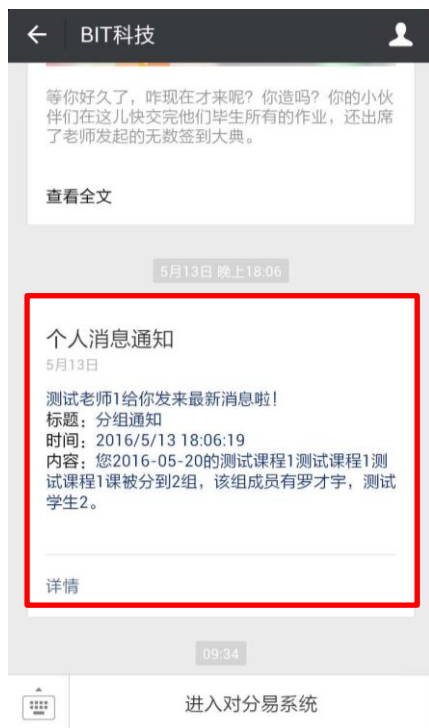 BIT科技
等你好久了，咋现在才来呢？你造吗？你的小伙
伴们在这儿快交完他们毕生所有的作业，还出席
了老师发起的无数签到大典。
查看全文
5月13日 晚上18:06
个人消息通知
5月13日
测试老师1给你发来最新消息啦！
标题：分组通知
时间：2016/5/13 18:06:19
内容：您2016-05-20的测试课程1测试课程1测
试课程1课被分到2组，该组成员有罗才宇，测试
学生2。
详情
09:34
进入对分易系统